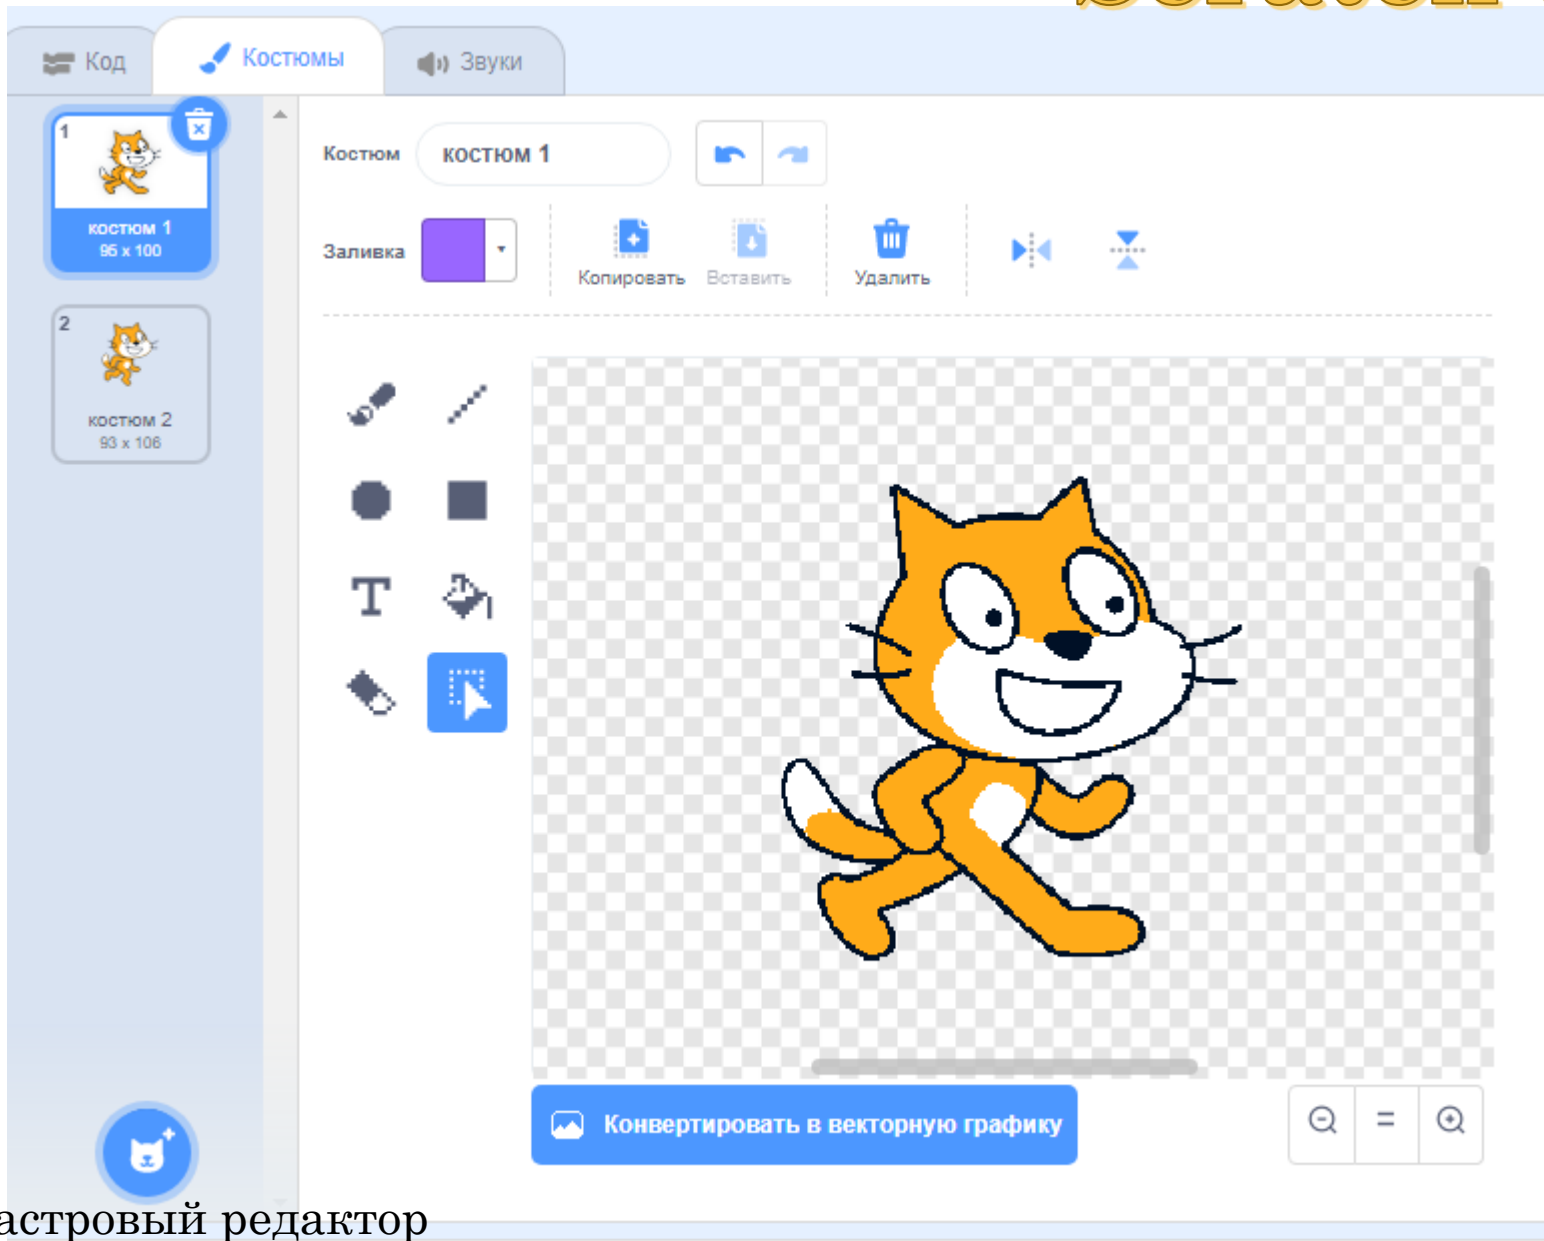 Код
Костюмы
Звуки
1
костюм 1
95 x 100
2
костюм 2
93 x 106
Костюм
костюм 1
Заливка
Копировать
Вставить
Удалить
T
Конвертировать в векторную графику
астровый редактор